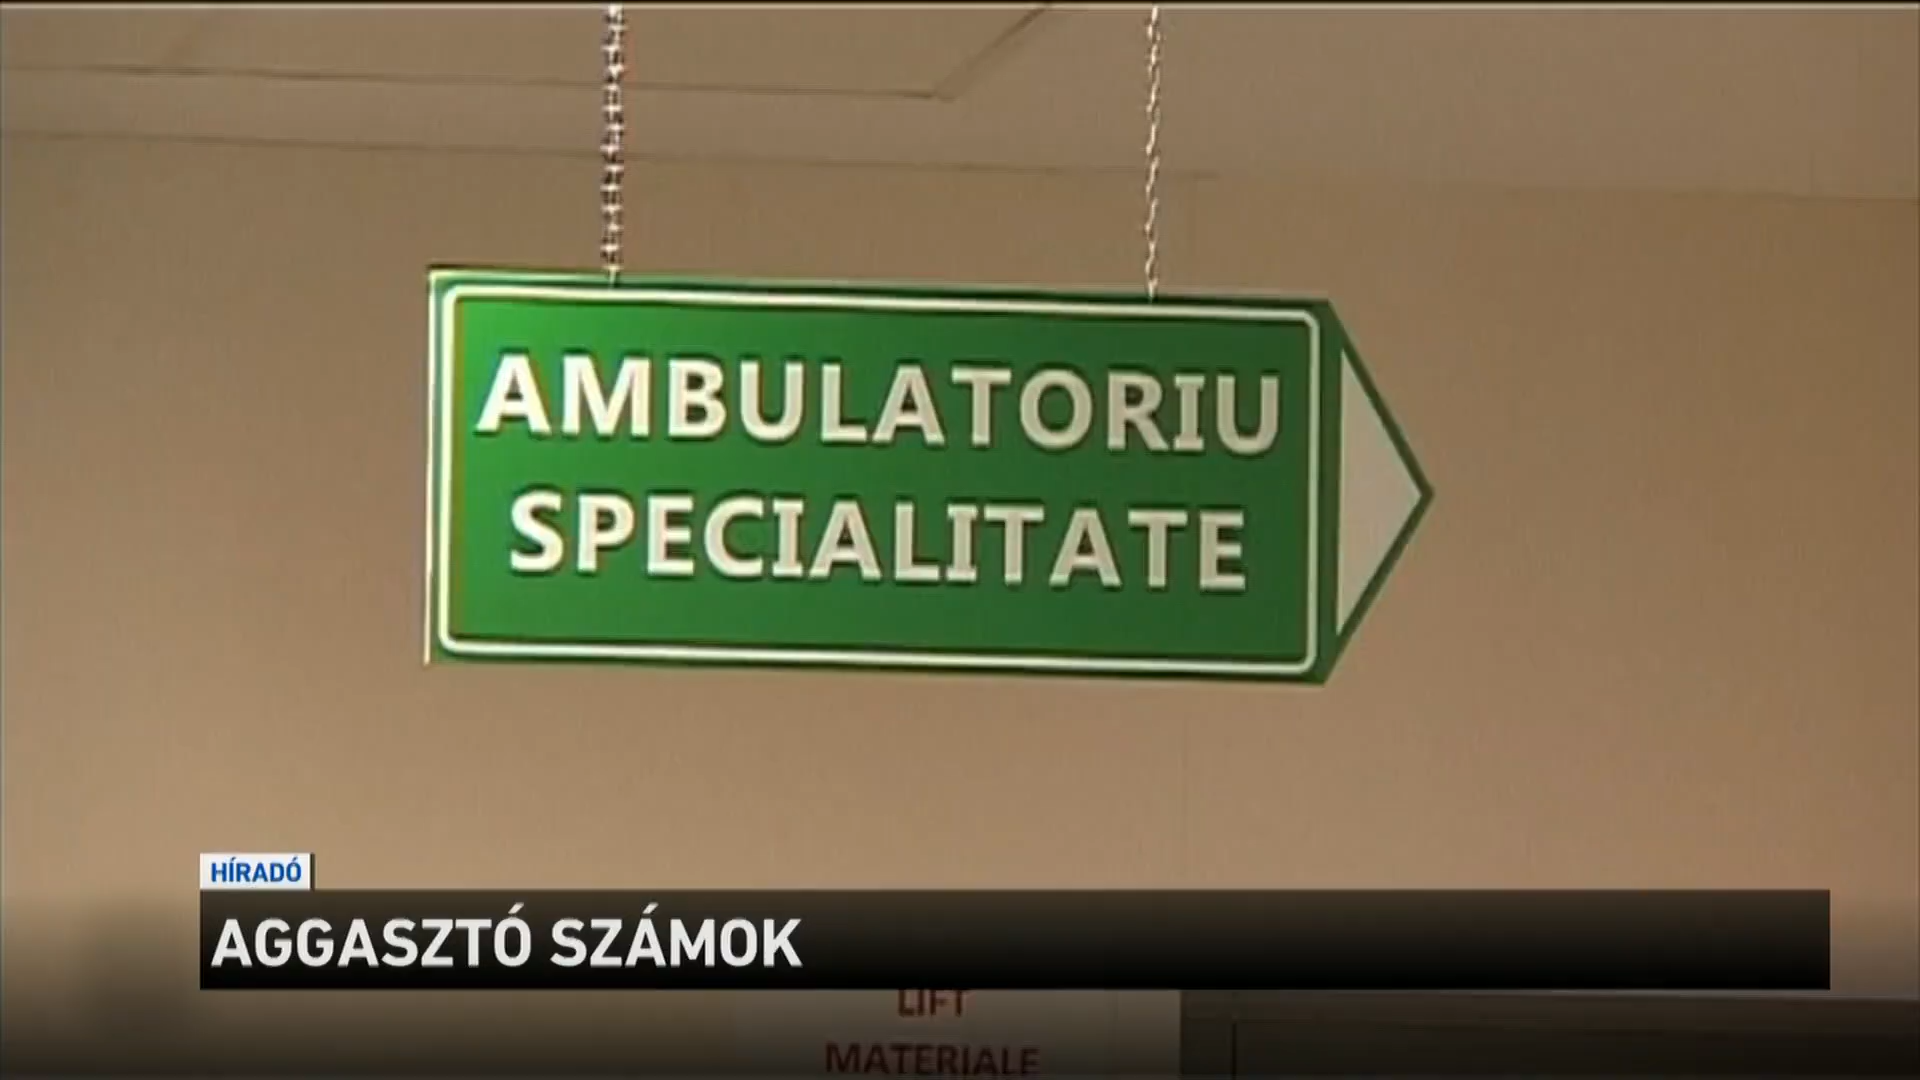 AMBULATORIU
SPECIALITATE
HÍRADÓ
AGGASZTÓ SZÁMOK
LIFT
MATERIALE